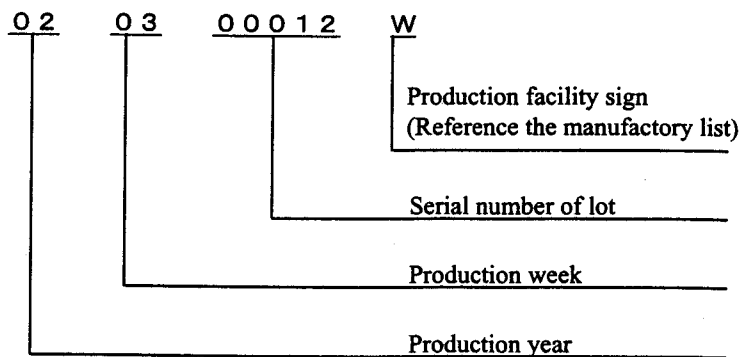 02 03 00012 W
Production facility sign
(Reference the manufactory list)
Serial number of lot
Production week
Production year